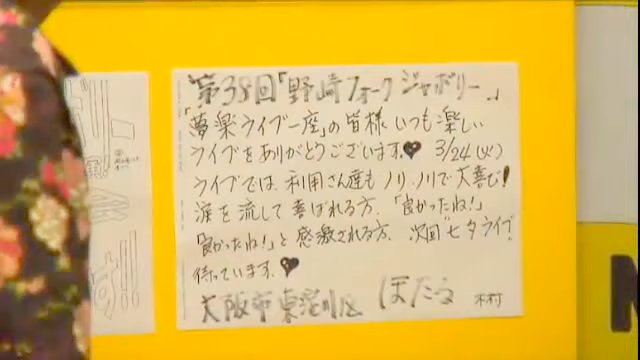 第38回「野崎フォークジャボリー」
「夢楽ライブ一座」の皆様 いつも楽しい
ライブをありがとうございます♥ 3/24(火)
ライブでは、利用さん達も ノリ、ノリで大喜び!
涙を流して喜ばれる方、「良かったね!」
「良かったね!」と感激される方、次回"七夕ライブ"
待っています♥
大阪市東淀川区 ほたる 木村